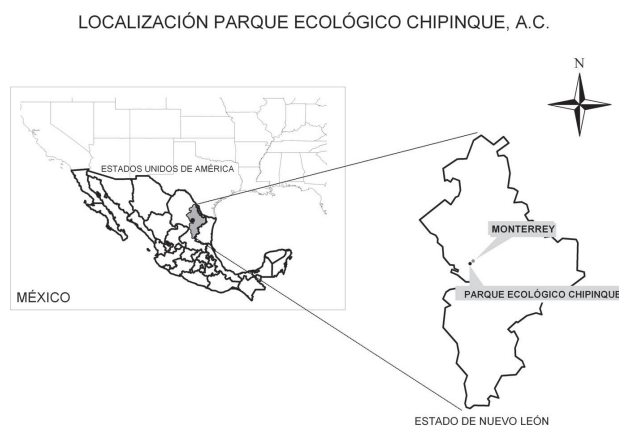 LOCALIZACIÓN PARQUE ECOLÓGICO CHIPINQUE, A.C.
N
ESTADOS UNIDOS DE AMÉRICA
MONTERREY
PARQUE ECOLÓGICO CHIPINQUE
MÉXICO
ESTADO DE NUEVO LEÓN